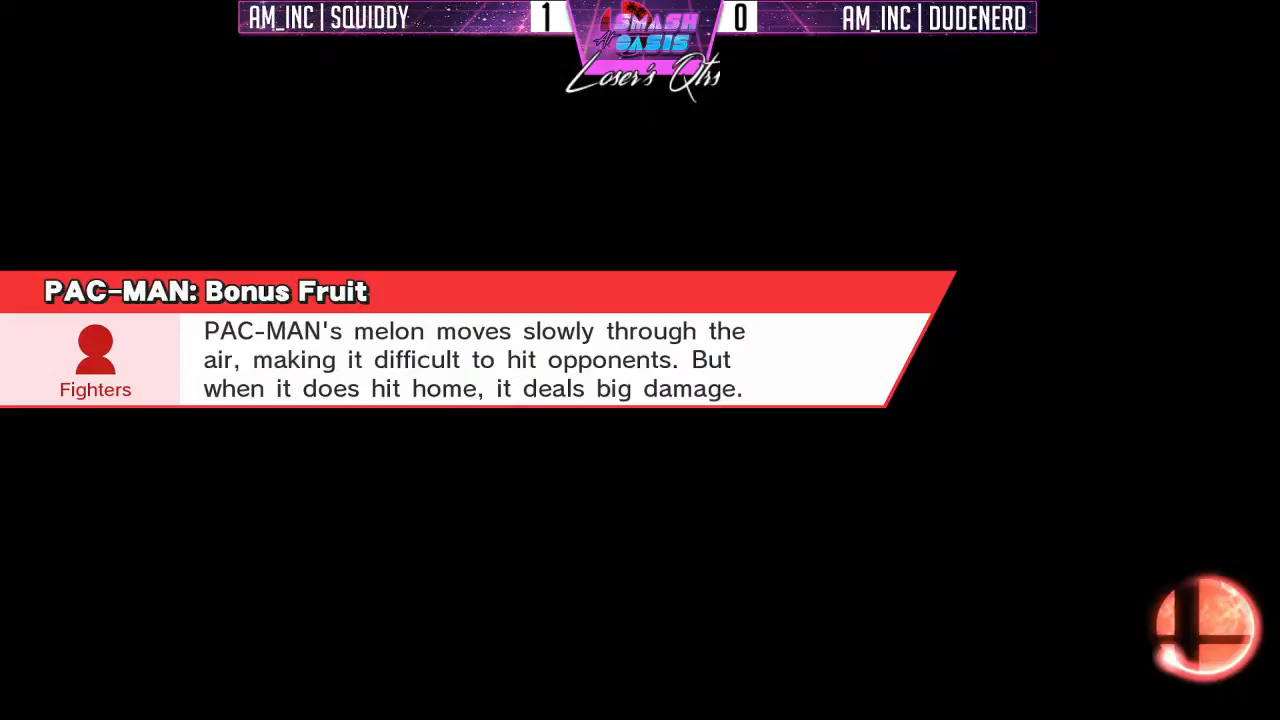 AM_INC | SQUIDDY 1 0 AM_INC | DUDENERD
SMASH
At
OASIS
Loser's Qtrs
PAC-MAN: Bonus Fruit
PAC-MAN's melon moves slowly through the
air, making it difficult to hit opponents. But
when it does hit home, it deals big damage.
Fighters